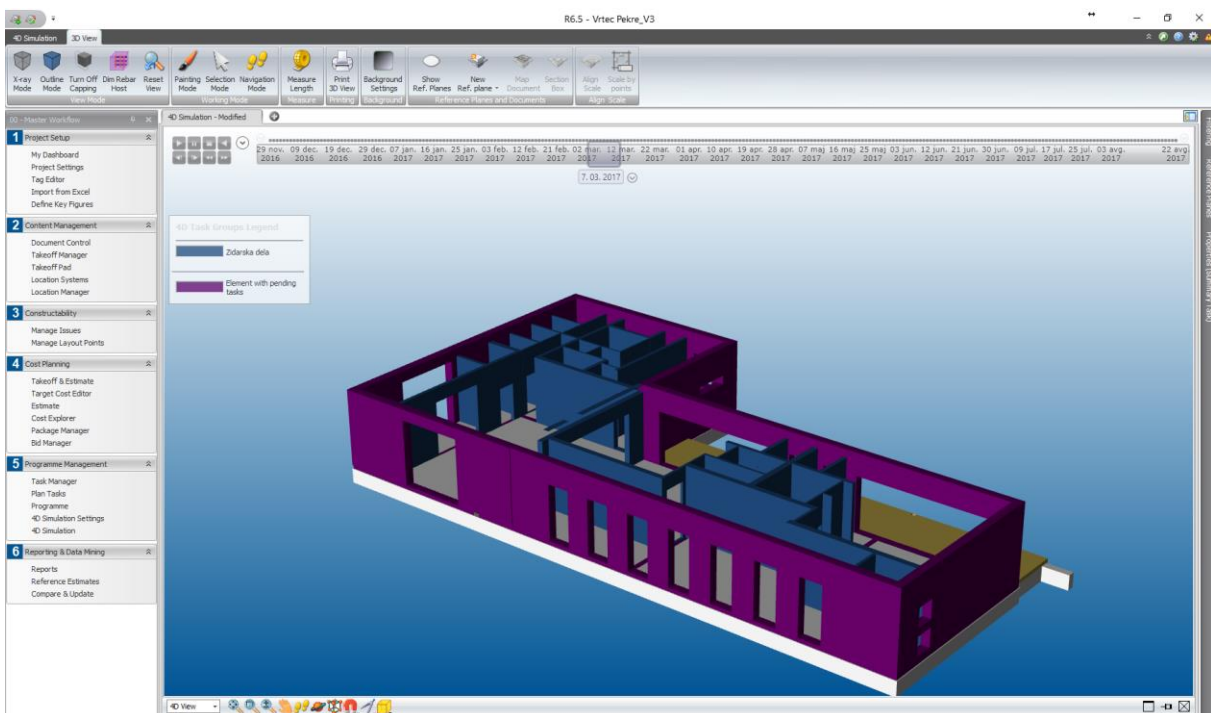 R6.5 - Vrtec Pekre_V3
4D Simulation 3D View
X-ray Mode
Outline Mode
Turn Off Capping
Dim Rebar Host
Reset View
View Mode
Painting Mode
Selection Mode
Navigation Mode
Working Mode
Measure Length
Measure
Print 3D View
Printing
Background Settings
Background
Show Ref. Planes
New Ref. plane
Map Document
Section Box
Reference Planes and Documents
Align Scale
Scale by points
Align Scale
00 - Master Workflow
4D Simulation - Modified
1 Project Setup
My Dashboard
Project Settings
Tag Editor
Import from Excel
Define Key Figures
2 Content Management
Document Control
Takeoff Manager
Takeoff Pad
Location Systems
Location Manager
3 Constructability
Manage Issues
Manage Layout Points
4 Cost Planning
Takeoff & Estimate
Target Cost Editor
Estimate
Cost Explorer
Package Manager
Bid Manager
5 Programme Management
Task Manager
Plan Tasks
Programme
4D Simulation Settings
4D Simulation
6 Reporting & Data Mining
Reports
Reference Estimates
Compare & Update
29 nov. 09 dec. 19 dec. 29 dec. 07 jan. 16 jan. 25 jan. 03 feb. 12 feb. 21 feb. 02 mar. 12 mar. 22 mar. 01 apr. 10 apr. 19 apr. 28 apr. 07 maj 16 maj 25 maj 03 jun. 12 jun. 21 jun. 30 jun. 09 jul. 17 jul. 25 jul. 03 avg. 22 avg.
2016 2016 2016 2016 2017 2017 2017 2017 2017 2017 2017 2017 2017 2017 2017 2017 2017 2017 2017 2017 2017 2017 2017 2017 2017 2017 2017 2017 2017
7. 03. 2017
4D Task Groups Legend
Zidarska dela
Element with pending
tasks
Reference Planes
4D View